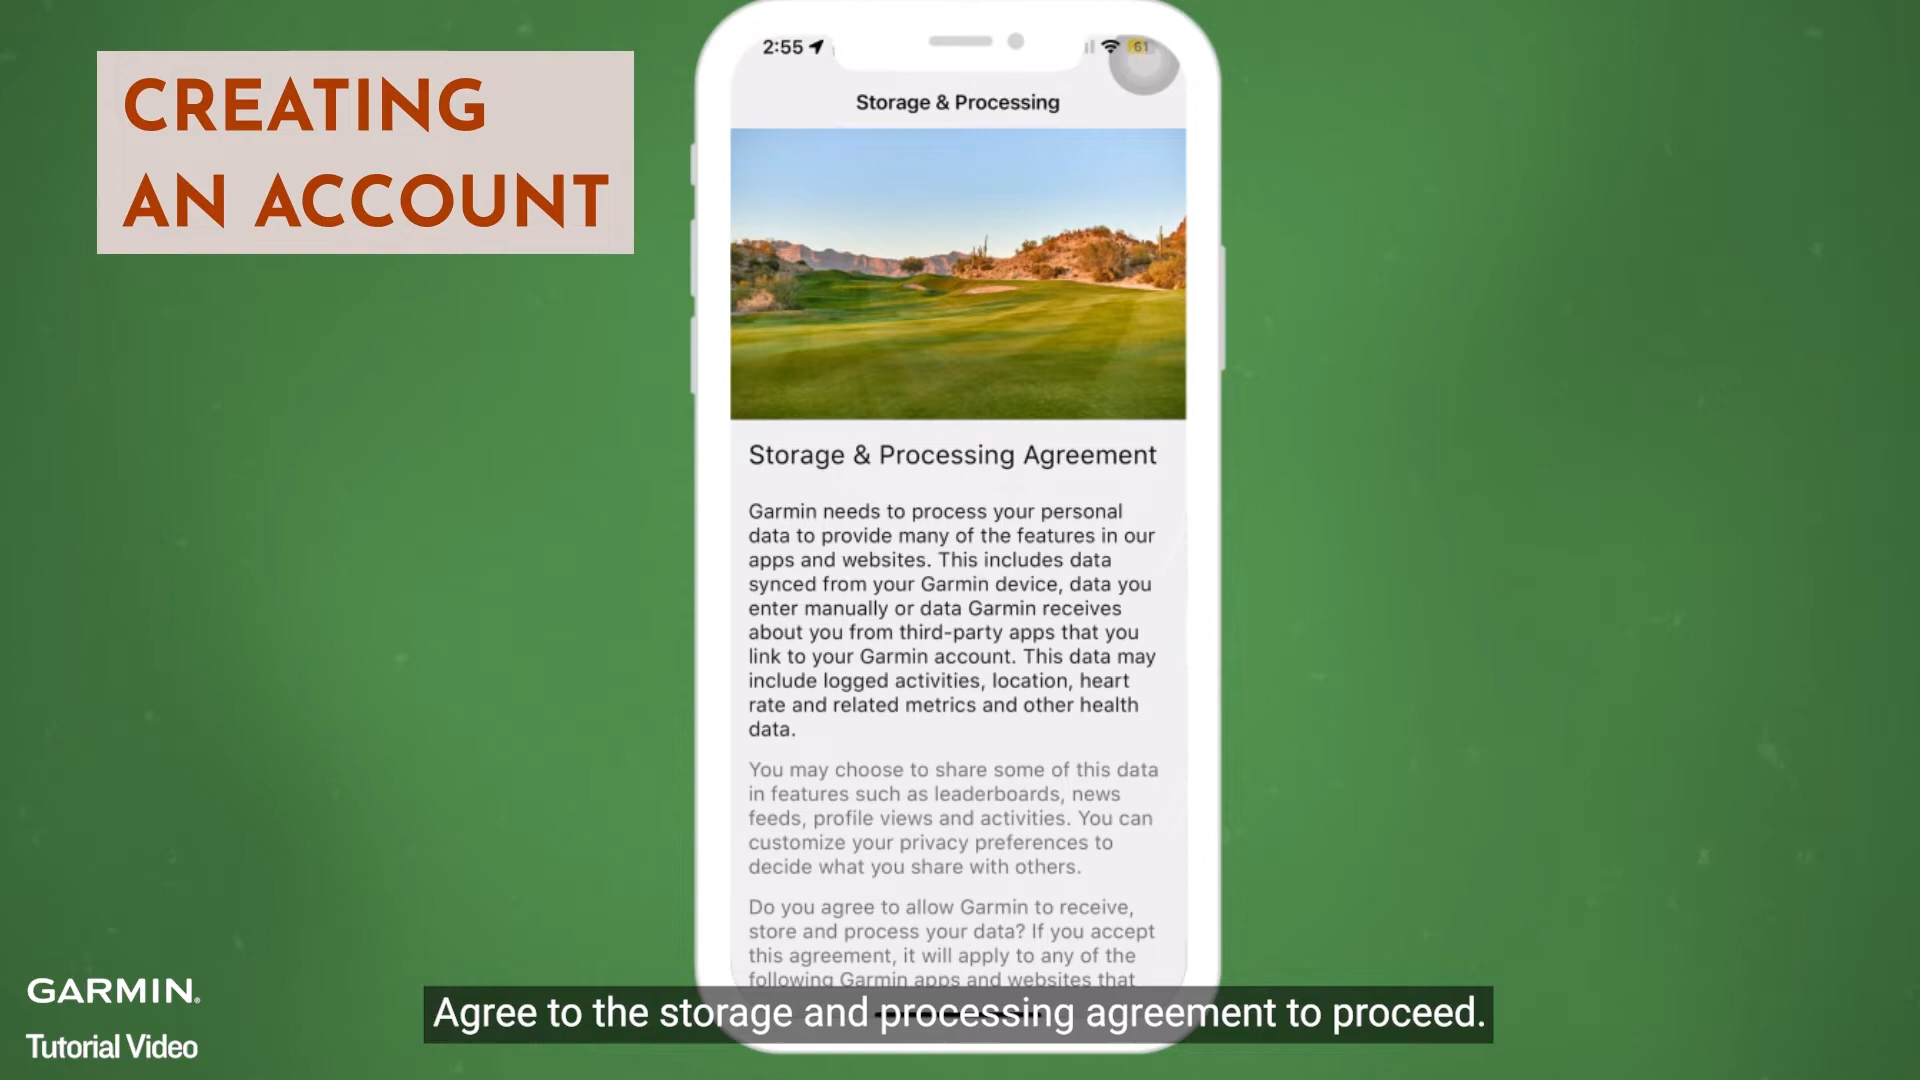 CREATING
AN ACCOUNT
2:55
61
Storage & Processing
Storage & Processing Agreement
Garmin needs to process your personal
data to provide many of the features in our
apps and websites. This includes data
synced from your Garmin device, data you
enter manually or data Garmin receives
about you from third-party apps that you
link to your Garmin account. This data may
include logged activities, location, heart
rate and related metrics and other health
data.
You may choose to share some of this data
in features such as leaderboards, news
feeds, profile views and activities. You can
customize your privacy preferences to
decide what you share with others.
Do you agree to allow Garmin to receive,
store and process your data? If you accept
this agreement, it will apply to any of the
following Garmin apps and websites that
Agree to the storage and processing agreement to proceed.
GARMIN®
Tutorial Video